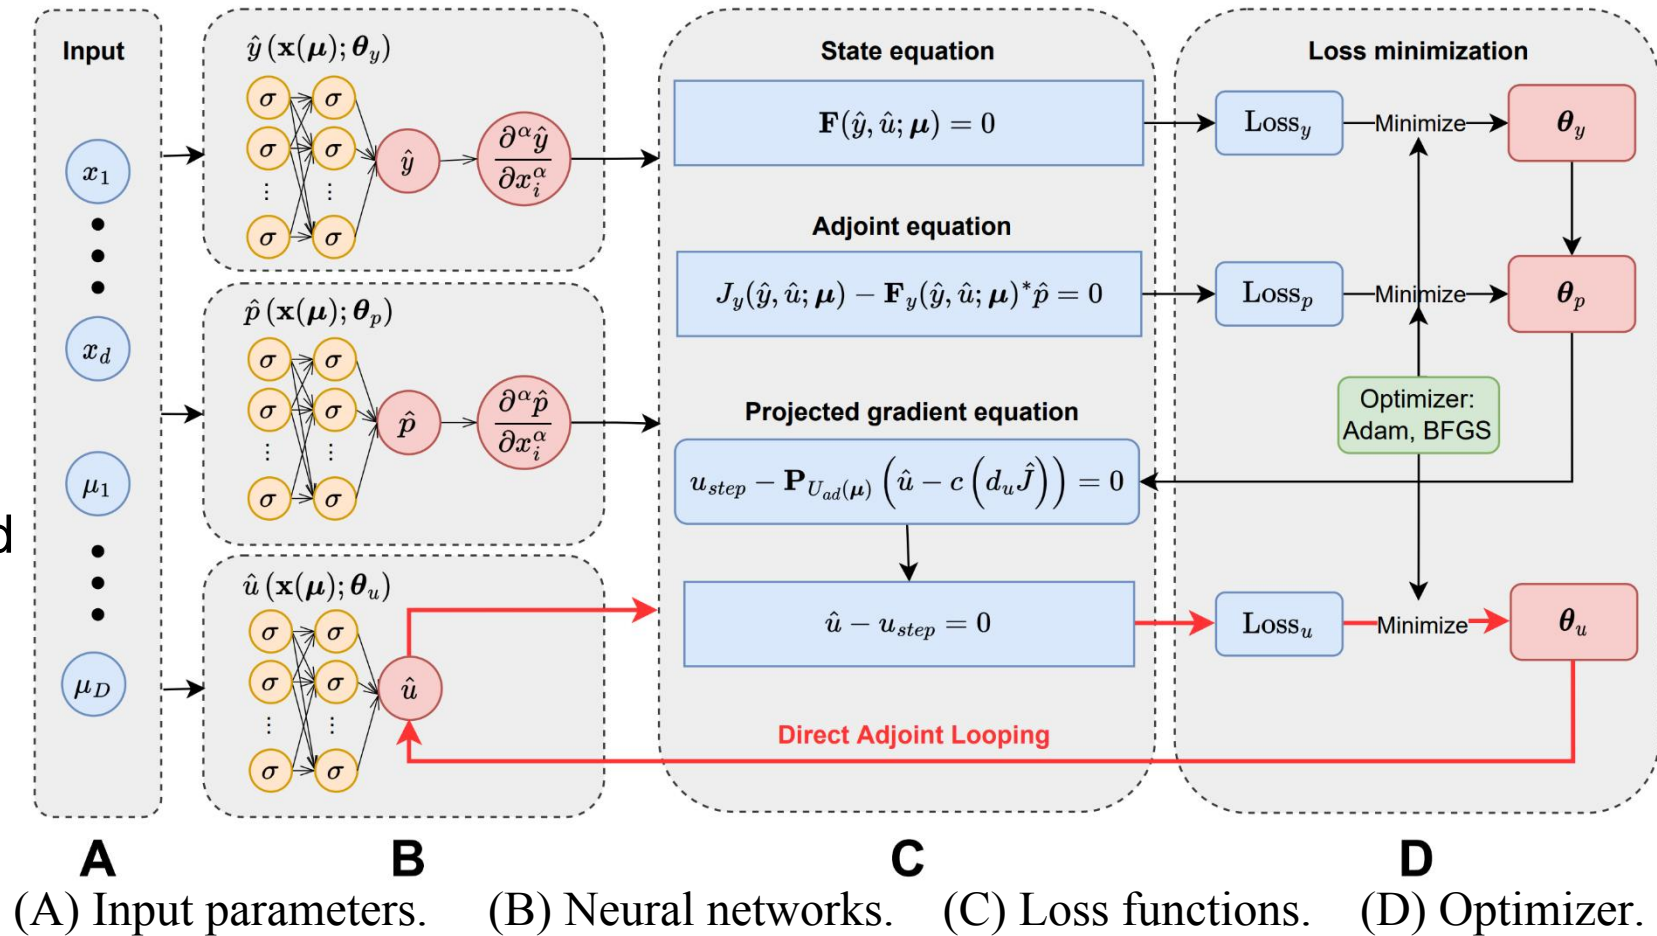 Input
x₁
x_d
μ₁
μ_D
d
ŷ (x(μ); θ_y)
σ σ
σ σ
⋮ ⋮
σ σ
ŷ
∂^α ŷ / ∂x_i^α
p̂ (x(μ); θ_p)
σ σ
σ σ
⋮ ⋮
σ σ
p̂
∂^α p̂ / ∂x_i^α
û (x(μ); θ_u)
σ σ
σ σ
⋮ ⋮
σ σ
û
State equation
F(ŷ, û; μ) = 0
Adjoint equation
J_y(ŷ, û; μ) − F_y(ŷ, û; μ)*p̂ = 0
Projected gradient equation
u_step − P_{U_ad(μ)} (û − c (d_u Ĵ)) = 0
û − u_step = 0
Direct Adjoint Looping
Loss minimization
Loss_y Minimize θ_y
Loss_p Minimize θ_p
Optimizer:
Adam, BFGS
Loss_u Minimize θ_u
A B C D
(A) Input parameters. (B) Neural networks. (C) Loss functions. (D) Optimizer.